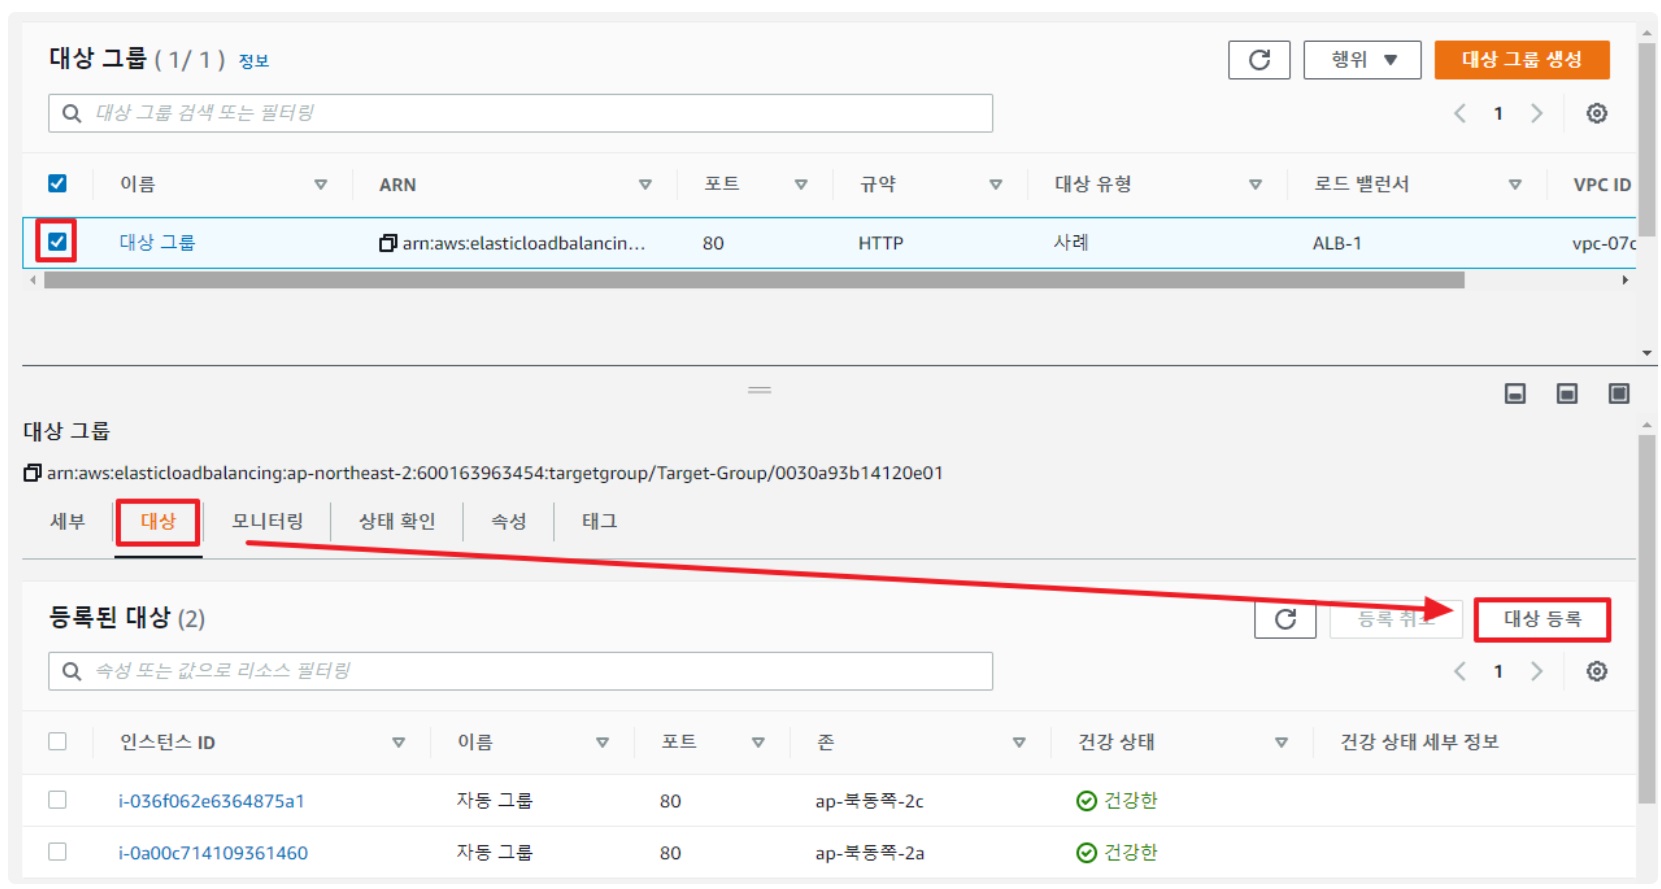 대상 그룹 ( 1/ 1 ) 정보
행위 대상 그룹 생성
대상 그룹 검색 또는 필터링
1
이름 ARN 포트 규약 대상 유형 로드 밸런서 VPC ID
대상 그룹 arn:aws:elasticloadbalancin... 80 HTTP 사례 ALB-1 vpc-07c
대상 그룹
arn:aws:elasticloadbalancing:ap-northeast-2:600163963454:targetgroup/Target-Group/0030a93b14120e01
세부 대상 모니터링 상태 확인 속성 태그
등록된 대상 (2)
등록 취소 대상 등록
속성 또는 값으로 리소스 필터링
1
인스턴스 ID 이름 포트 존 건강 상태 건강 상태 세부 정보
i-036f062e6364875a1 자동 그룹 80 ap-북동쪽-2c 건강한
i-0a00c714109361460 자동 그룹 80 ap-북동쪽-2a 건강한